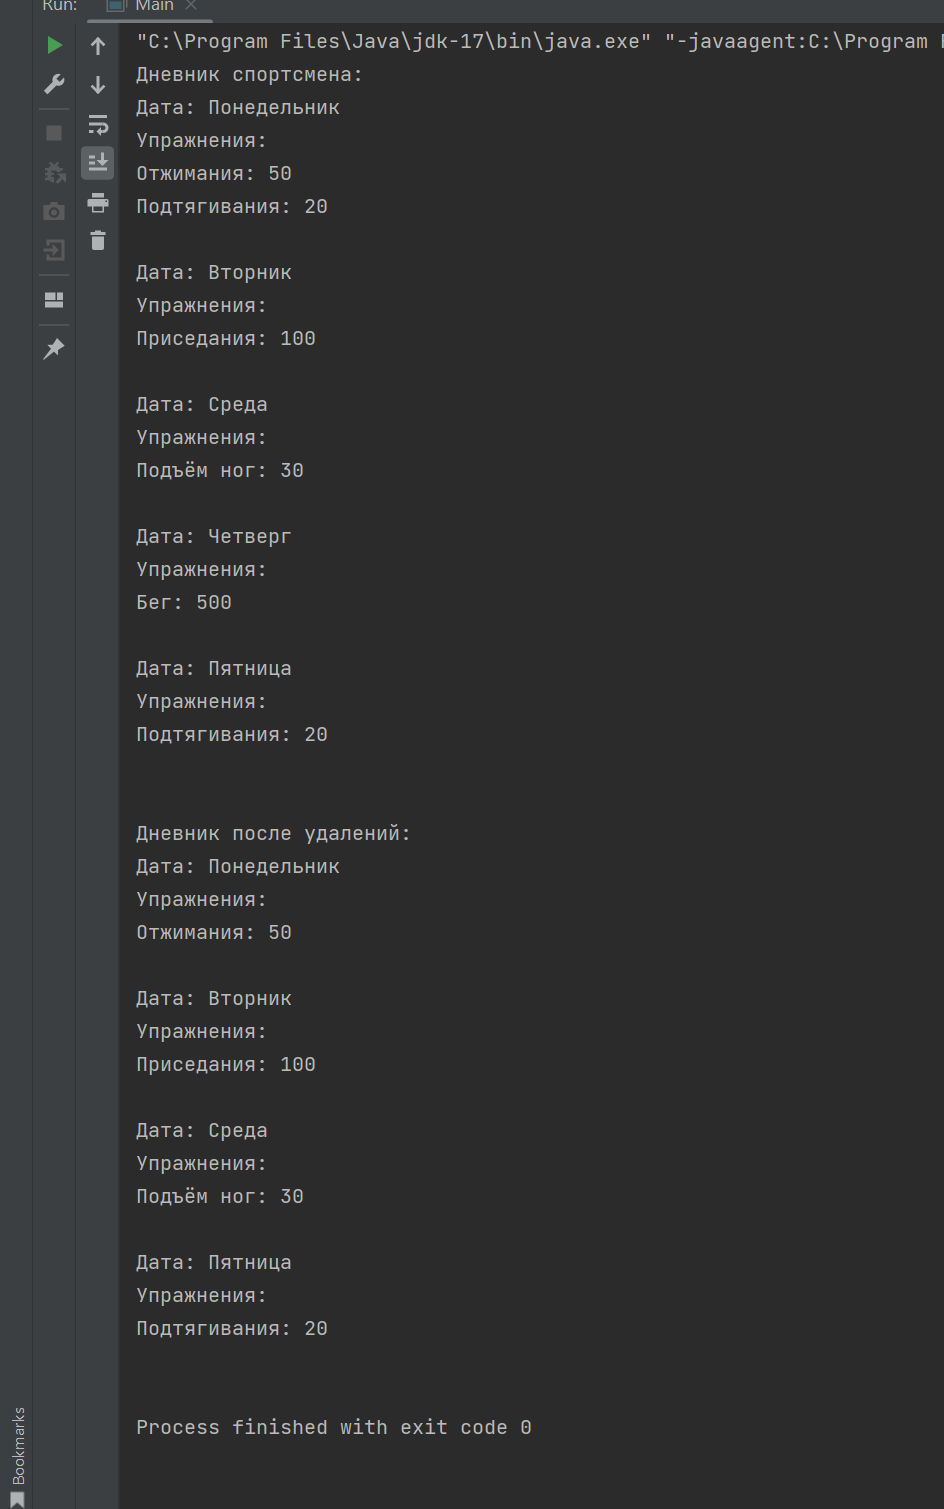 Run: Main
"C:\Program Files\Java\jdk-17\bin\java.exe" "-javaagent:C:\Program
Дневник спортсмена:
Дата: Понедельник
Упражнения:
Отжимания: 50
Подтягивания: 20
Дата: Вторник
Упражнения:
Приседания: 100
Дата: Среда
Упражнения:
Подъём ног: 30
Дата: Четверг
Упражнения:
Бег: 500
Дата: Пятница
Упражнения:
Подтягивания: 20
Дневник после удалений:
Дата: Понедельник
Упражнения:
Отжимания: 50
Дата: Вторник
Упражнения:
Приседания: 100
Дата: Среда
Упражнения:
Подъём ног: 30
Дата: Пятница
Упражнения:
Подтягивания: 20
Process finished with exit code 0
Bookmarks